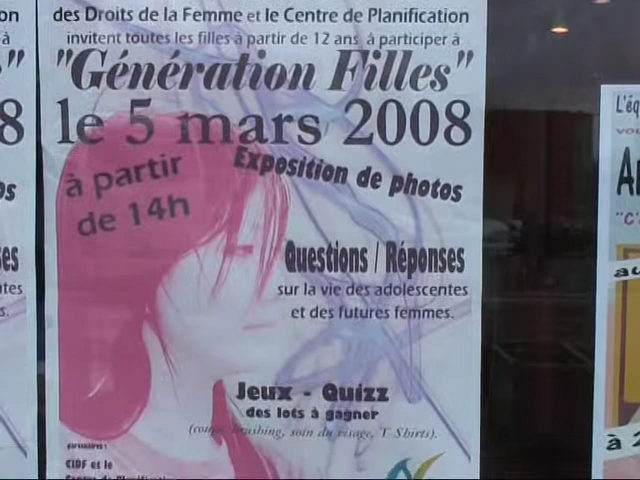 des Droits de la Femme et le Centre de Planification
invitent toutes les filles à partir de 12 ans à participer à
"Génération Filles"
le 5 mars 2008
à partir
de 14h
Exposition de photos
Questions / Réponses
sur la vie des adolescentes
et des futures femmes.
Jeux - Quizz
des lots à gagner
soin du visage, T Shirts).
CIDF et le
L'éq